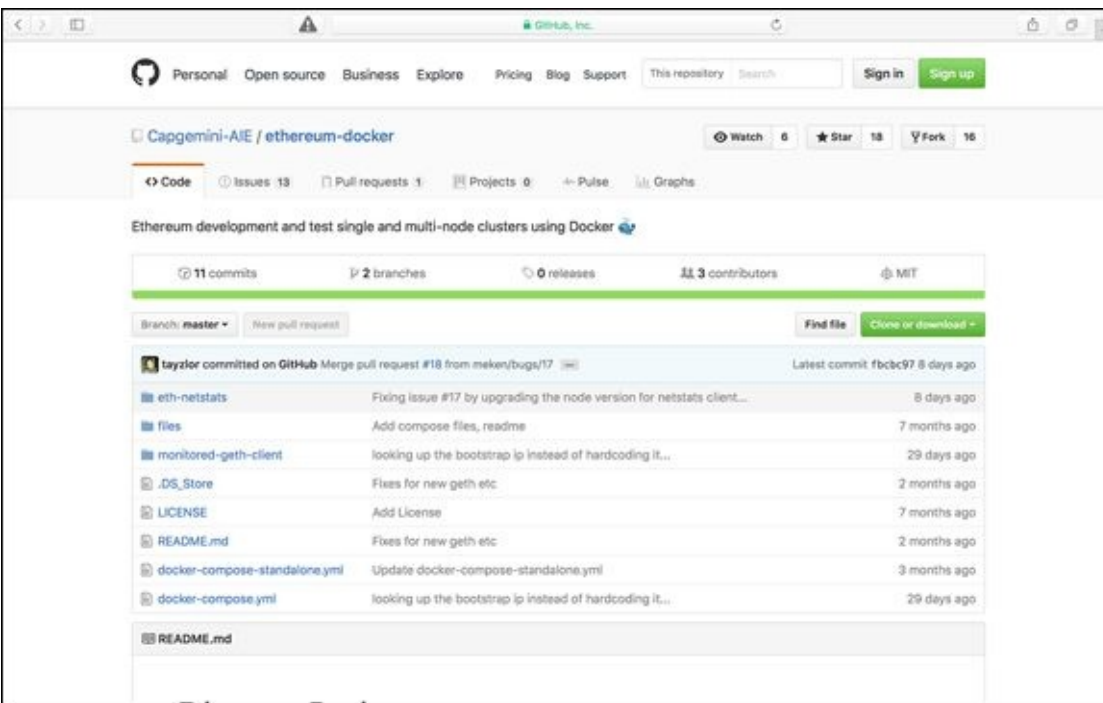 GitHub, Inc.
Personal Open source Business Explore Pricing Blog Support This repository Search Sign in Sign up
Capgemini-AIE / ethereum-docker Watch 6 Star 18 Fork 16
Code Issues 13 Pull requests 1 Projects 0 Pulse Graphs
Ethereum development and test single and multi-node clusters using Docker
11 commits 2 branches 0 releases 3 contributors MIT
Branch: master New pull request Find file Clone or download
tayzlor committed on GitHub Merge pull request #18 from meken/bugs/17 ... Latest commit fbcbc97 8 days ago
eth-netstats Fixing issue #17 by upgrading the node version for netstats client... 8 days ago
files Add compose files, readme 7 months ago
monitored-geth-client looking up the bootstrap ip instead of hardcoding it... 29 days ago
.DS_Store Fixes for new geth etc 2 months ago
LICENSE Add License 7 months ago
README.md Fixes for new geth etc 2 months ago
docker-compose-standalone.yml Update docker-compose-standalone.yml 3 months ago
docker-compose.yml looking up the bootstrap ip instead of hardcoding it... 29 days ago
README.md